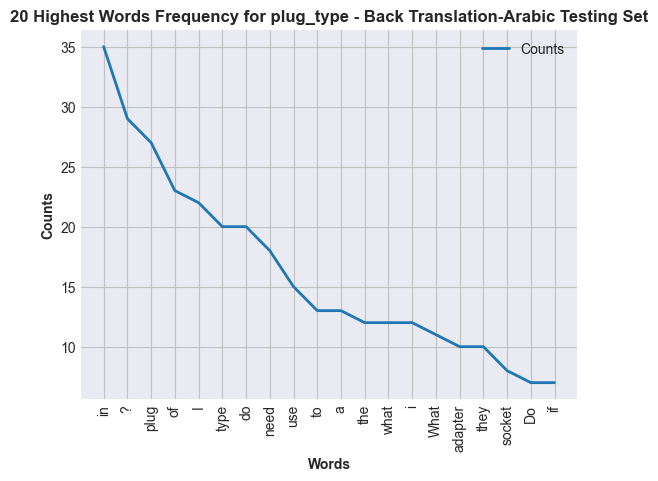 20 Highest Words Frequency for plug_type - Back Translation-Arabic Testing Set
Counts
35
30
25
20
15
10
Counts
in
?
plug
of
I
type
do
need
use
to
a
the
what
i
What
adapter
they
socket
Do
if
Words